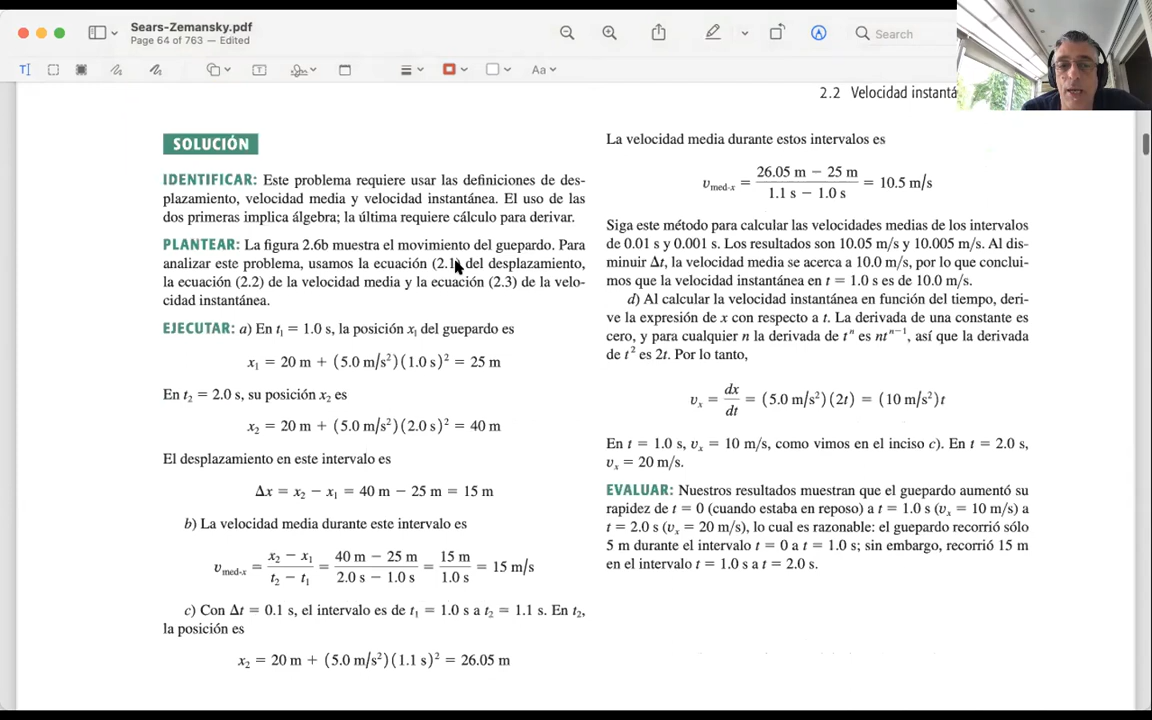 Sears-Zemansky.pdf
Page 64 of 763 — Edited
Search
Aa
2.2 Velocidad instantá
SOLUCIÓN
IDENTIFICAR: Este problema requiere usar las definiciones de des-
plazamiento, velocidad media y velocidad instantánea. El uso de las
dos primeras implica álgebra; la última requiere cálculo para derivar.
PLANTEAR: La figura 2.6b muestra el movimiento del guepardo. Para
analizar este problema, usamos la ecuación (2.1) del desplazamiento,
la ecuación (2.2) de la velocidad media y la ecuación (2.3) de la velo-
cidad instantánea.
EJECUTAR: a) En t₁ = 1.0 s, la posición x₁ del guepardo es
x₁ = 20 m + (5.0 m/s²)(1.0 s)² = 25 m
En t₂ = 2.0 s, su posición x₂ es
x₂ = 20 m + (5.0 m/s²)(2.0 s)² = 40 m
El desplazamiento en este intervalo es
Δx = x₂ − x₁ = 40 m − 25 m = 15 m
b) La velocidad media durante este intervalo es
υmed-x = (x₂ − x₁)/(t₂ − t₁) = (40 m − 25 m)/(2.0 s − 1.0 s) = 15 m/1.0 s = 15 m/s
c) Con Δt = 0.1 s, el intervalo es de t₁ = 1.0 s a t₂ = 1.1 s. En t₂,
la posición es
x₂ = 20 m + (5.0 m/s²)(1.1 s)² = 26.05 m
La velocidad media durante estos intervalos es
υmed-x = (26.05 m − 25 m)/(1.1 s − 1.0 s) = 10.5 m/s
Siga este método para calcular las velocidades medias de los intervalos
de 0.01 s y 0.001 s. Los resultados son 10.05 m/s y 10.005 m/s. Al dis-
minuir Δt, la velocidad media se acerca a 10.0 m/s, por lo que conclui-
mos que la velocidad instantánea en t = 1.0 s es de 10.0 m/s.
d) Al calcular la velocidad instantánea en función del tiempo, deri-
ve la expresión de x con respecto a t. La derivada de una constante es
cero, y para cualquier n la derivada de tⁿ es ntⁿ⁻¹, así que la derivada
de t² es 2t. Por lo tanto,
υₓ = dx/dt = (5.0 m/s²)(2t) = (10 m/s²)t
En t = 1.0 s, υₓ = 10 m/s, como vimos en el inciso c). En t = 2.0 s,
υₓ = 20 m/s.
EVALUAR: Nuestros resultados muestran que el guepardo aumentó su
rapidez de t = 0 (cuando estaba en reposo) a t = 1.0 s (υₓ = 10 m/s) a
t = 2.0 s (υₓ = 20 m/s), lo cual es razonable: el guepardo recorrió sólo
5 m durante el intervalo t = 0 a t = 1.0 s; sin embargo, recorrió 15 m
en el intervalo t = 1.0 s a t = 2.0 s.